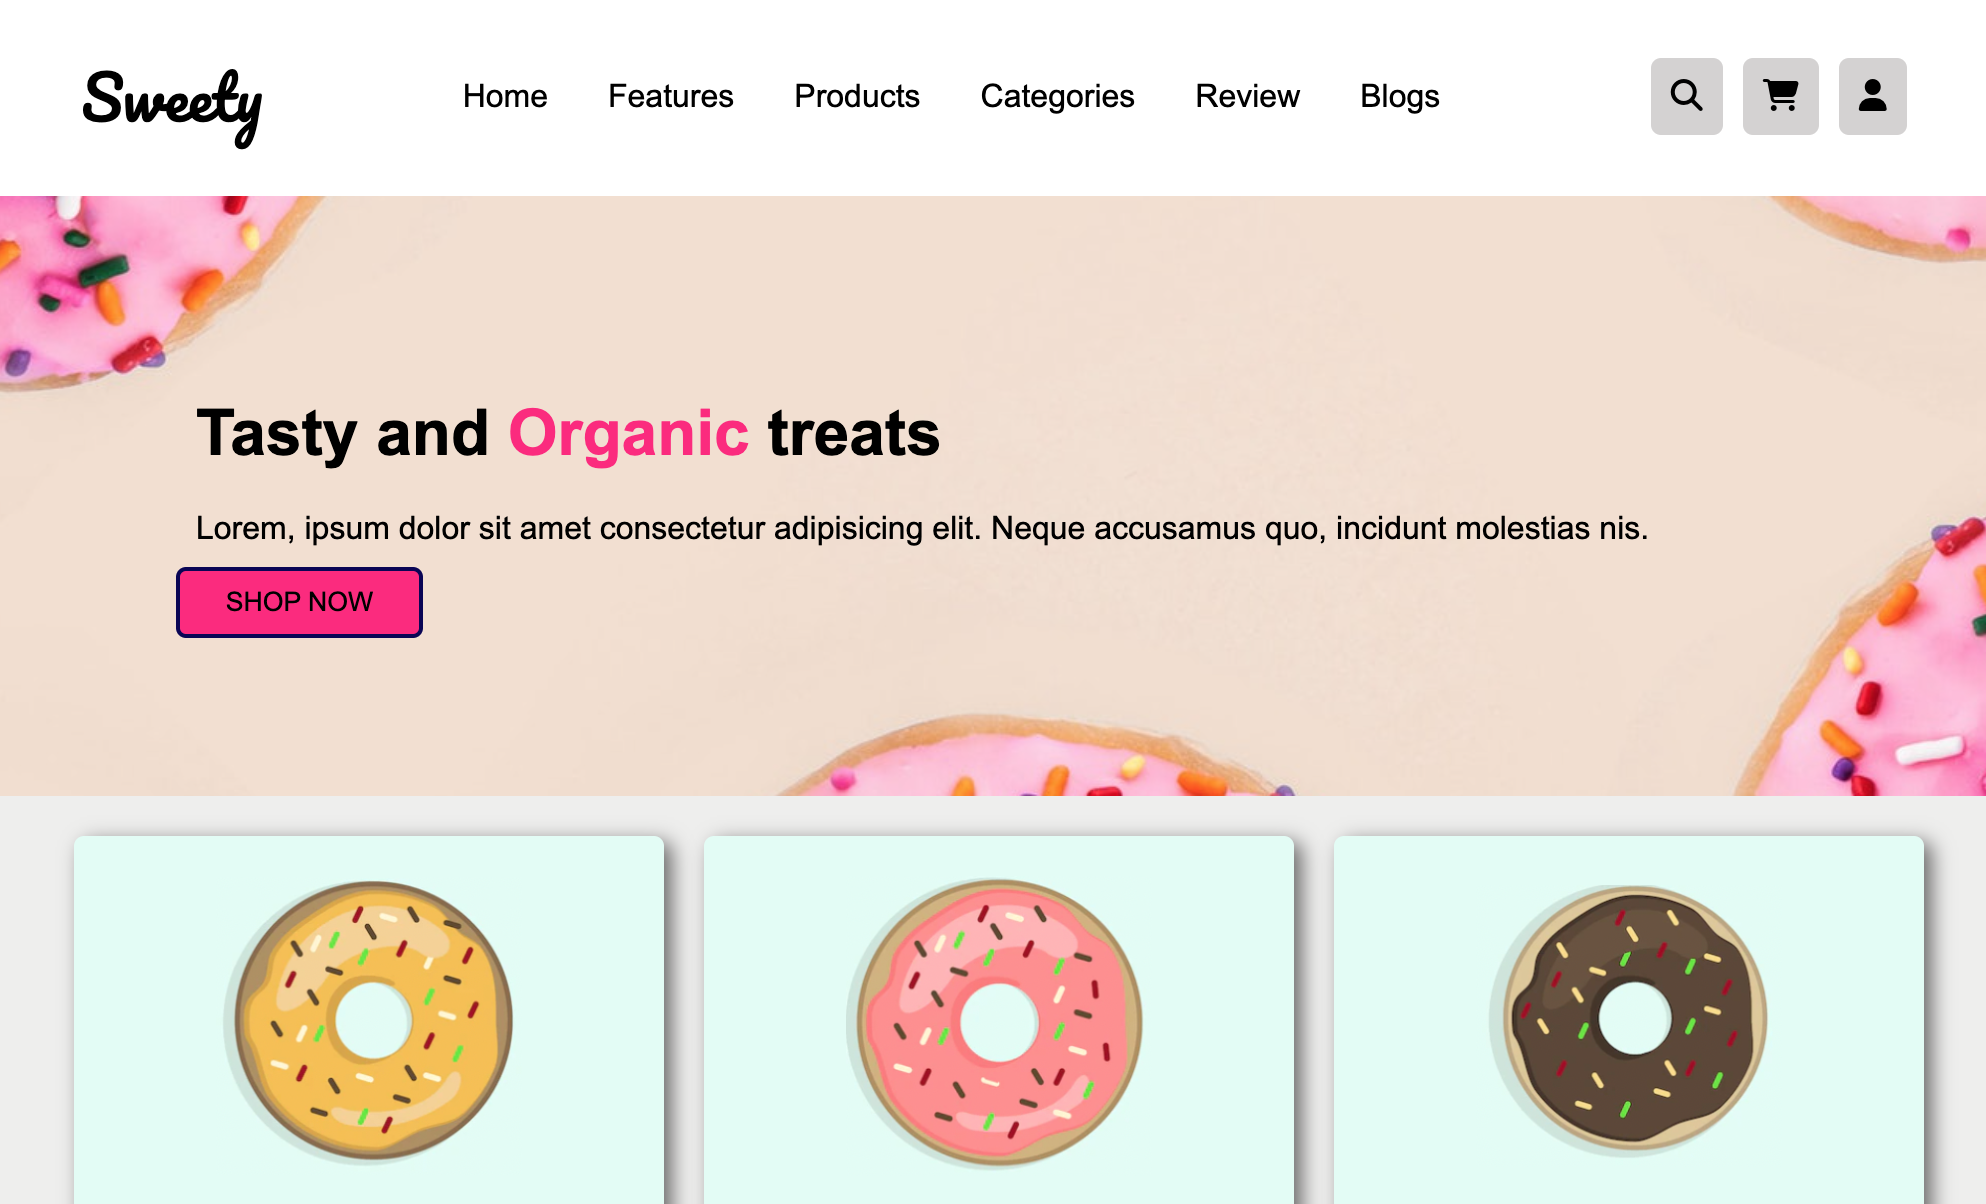 Sweety
Home Features Products Categories Review Blogs
Tasty and Organic treats
Lorem, ipsum dolor sit amet consectetur adipisicing elit. Neque accusamus quo, incidunt molestias nis.
SHOP NOW